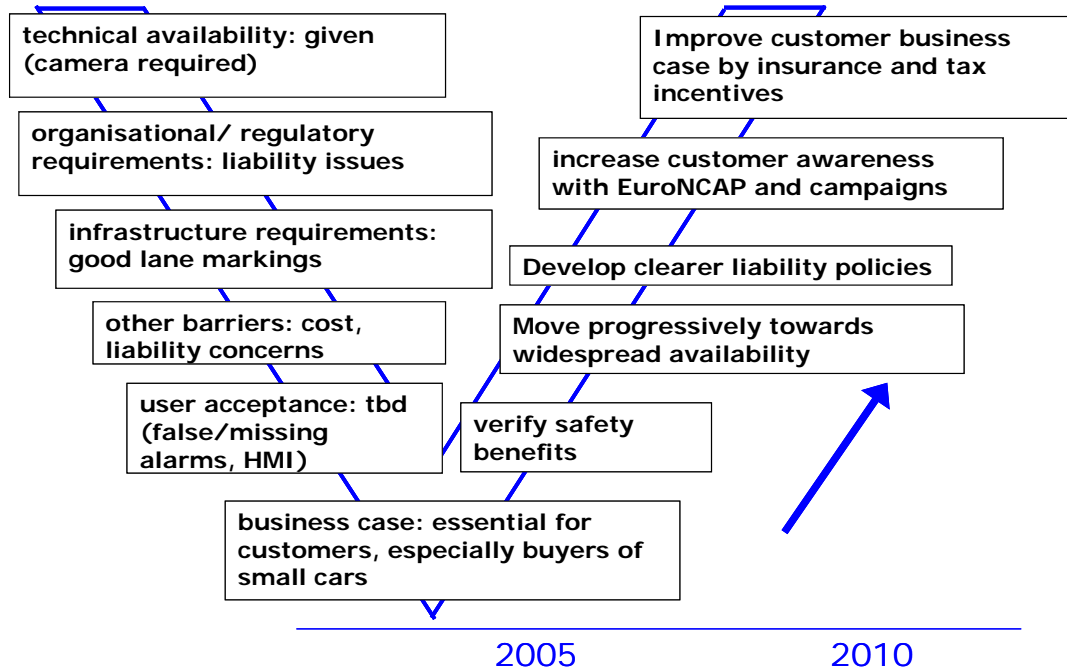 technical availability: given
(camera required)
organisational/ regulatory
requirements: liability issues
infrastructure requirements:
good lane markings
other barriers: cost,
liability concerns
user acceptance: tbd
(false/missing
alarms, HMI)
business case: essential for
customers, especially buyers of
small cars
Improve customer business
case by insurance and tax
incentives
increase customer awareness
with EuroNCAP and campaigns
Develop clearer liability policies
Move progressively towards
widespread availability
verify safety
benefits
2005
2010